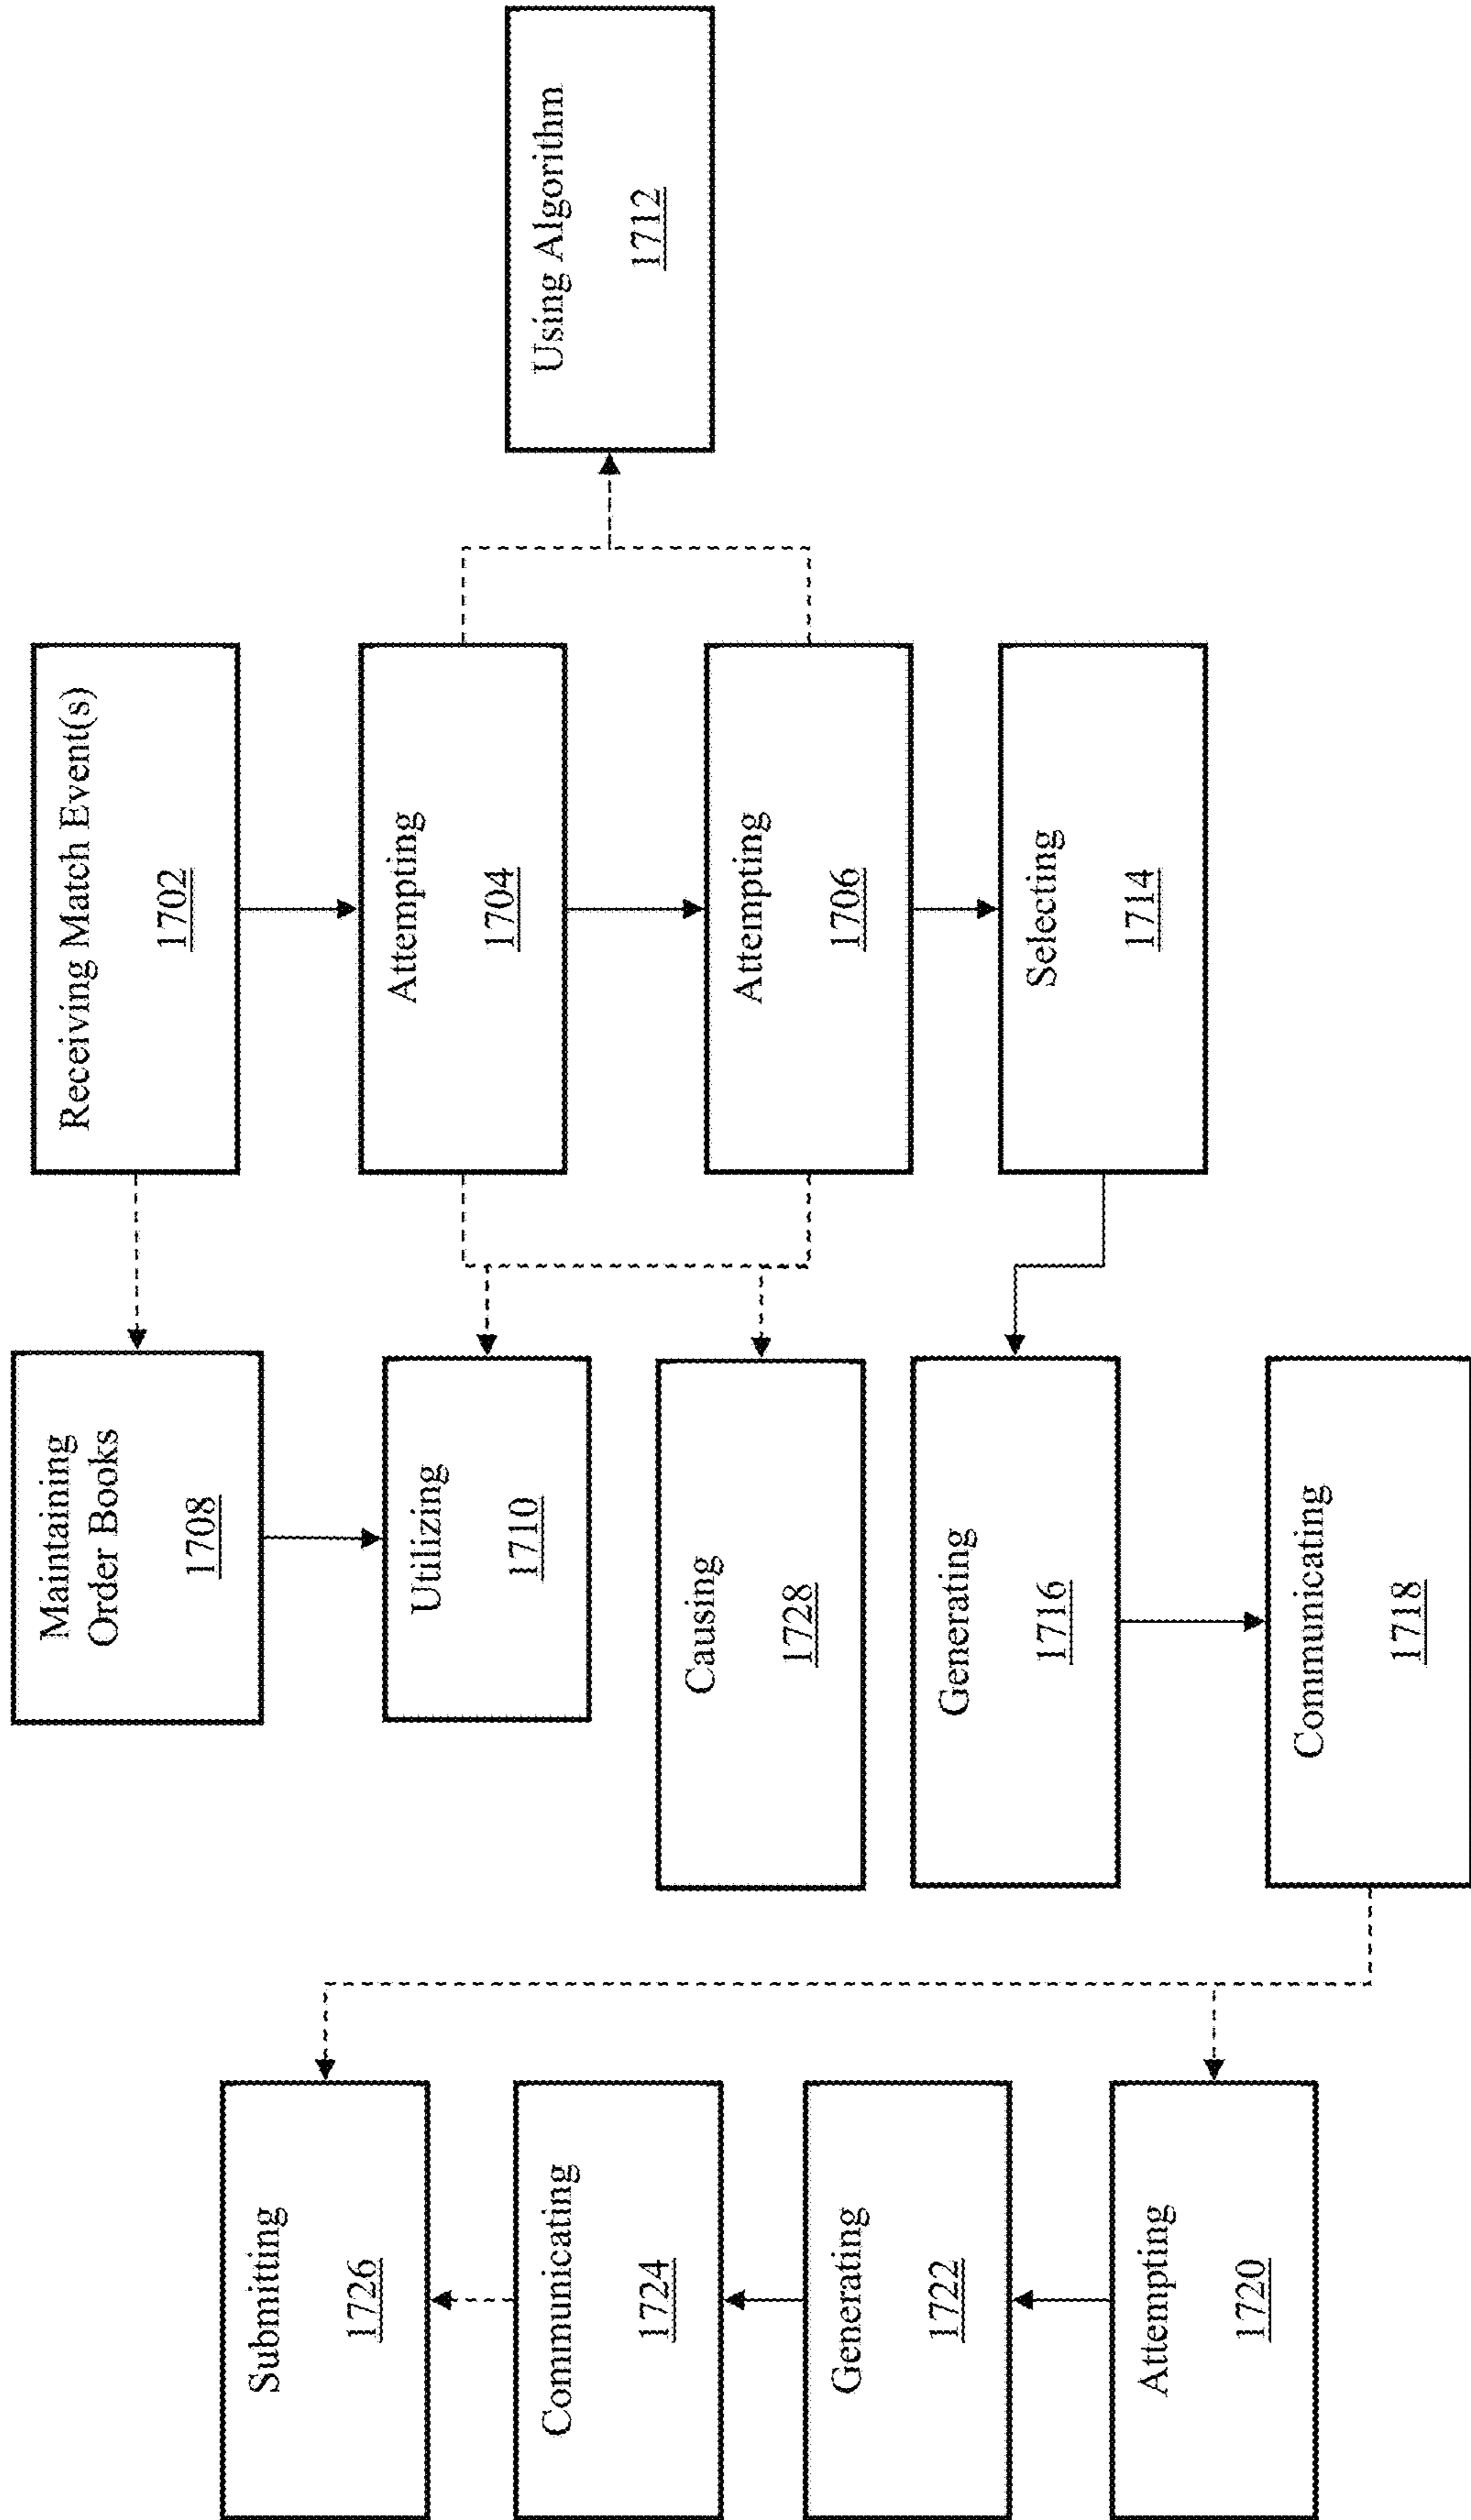 Maintaining
Order Books
1708
Receiving Match Event(s)
1702
Submitting
1726
Utilizing
1710
Attempting
1704
Communicating
1724
Using Algorithm
1712
Causing
1728
Attempting
1706
Generating
1722
Generating
1716
Selecting
1714
Attempting
1720
Communicating
1718